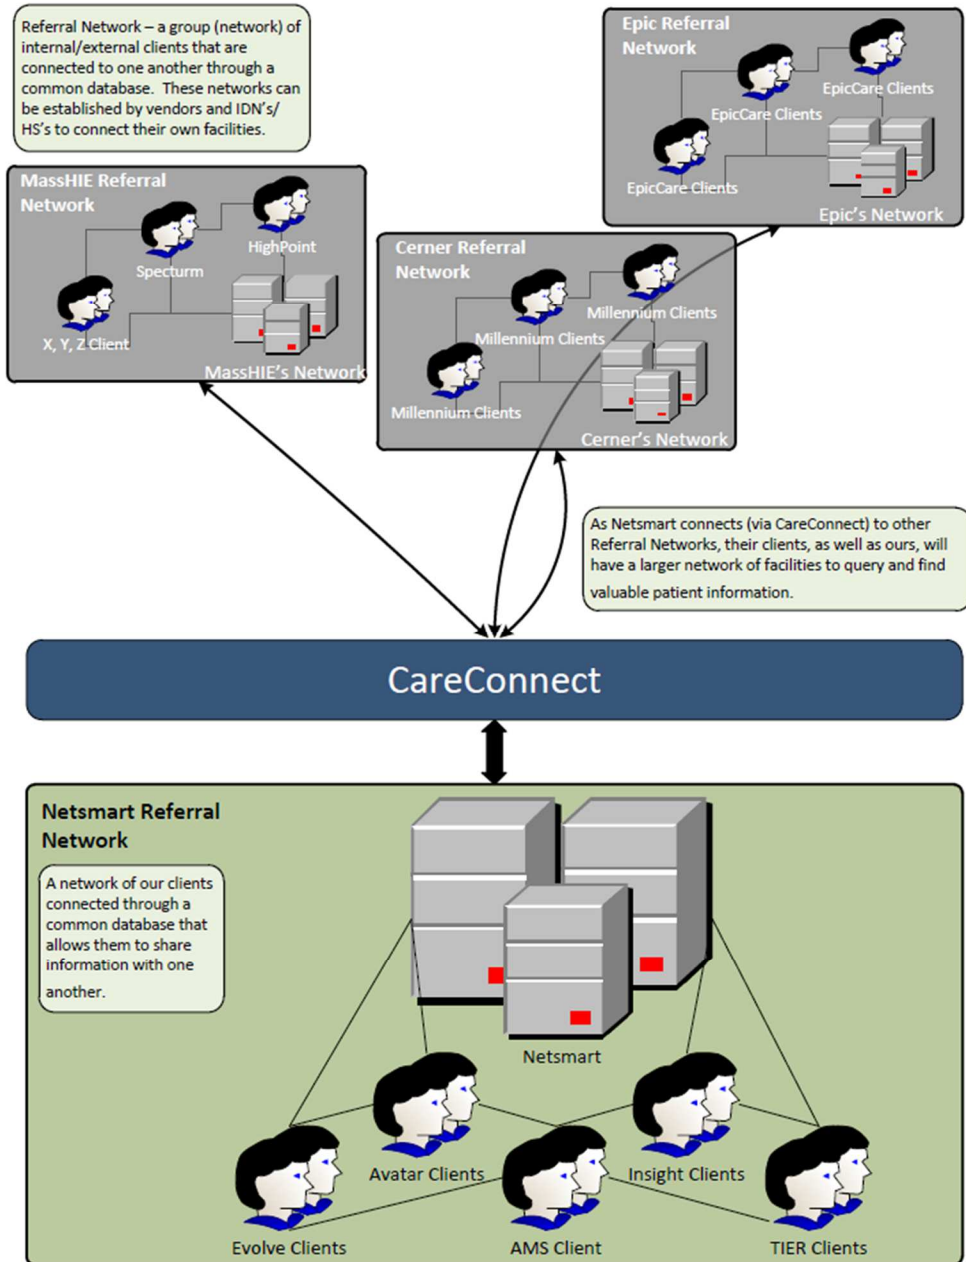 Referral Network – a group (network) of
internal/external clients that are
connected to one another through a
common database.  These networks can
be established by vendors and IDN's/
HS's to connect their own facilities.
Epic Referral
Network
EpicCare Clients
EpicCare Clients
EpicCare Clients
Epic's Network
MassHIE Referral
Network
HighPoint
Specturm
X, Y, Z Client
MassHIE's Network
Cerner Referral
Network
Millennium Clients
Millennium Clients
Millennium Clients
Cerner's Network
As Netsmart connects (via CareConnect) to other
Referral Networks, their clients, as well as ours, will
have a larger network of facilities to query and find
valuable patient information.
CareConnect
Netsmart Referral
Network
A network of our clients
connected through a
common database that
allows them to share
information with one
another.
Netsmart
Avatar Clients
Insight Clients
Evolve Clients
AMS Client
TIER Clients